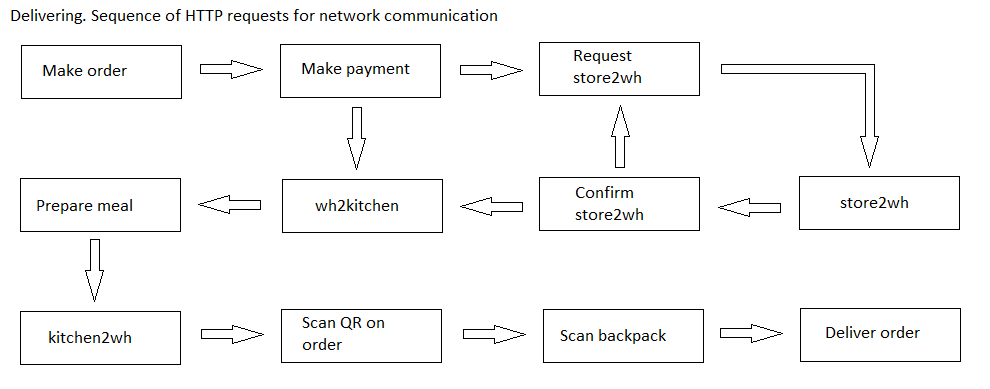 Delivering. Sequence of HTTP requests for network communication
Make order
Make payment
Request
store2wh
Prepare meal
wh2kitchen
Confirm
store2wh
store2wh
kitchen2wh
Scan QR on
order
Scan backpack
Deliver order